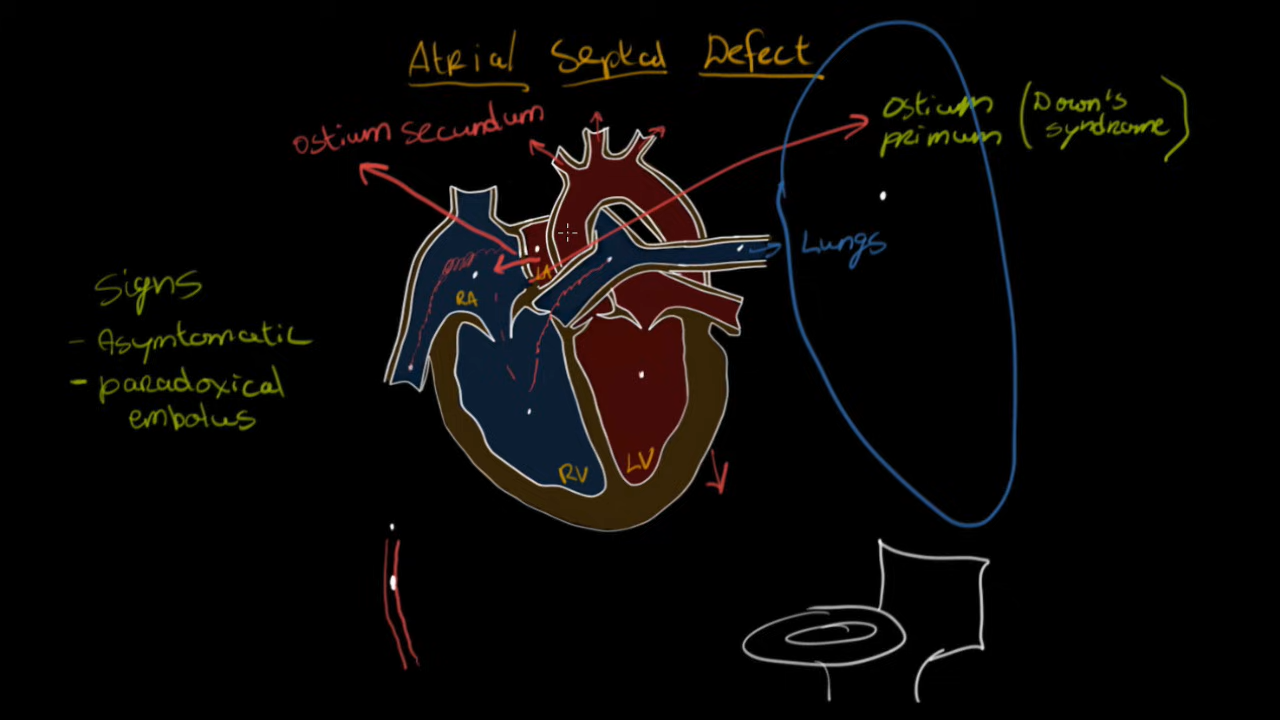 Atrial Septal Defect
Ostium secundum
Ostium (Down's
primum syndrome)
Lungs
LA
RA
Signs
- Asymtomatic
- paradoxical
embolus
RV
LV